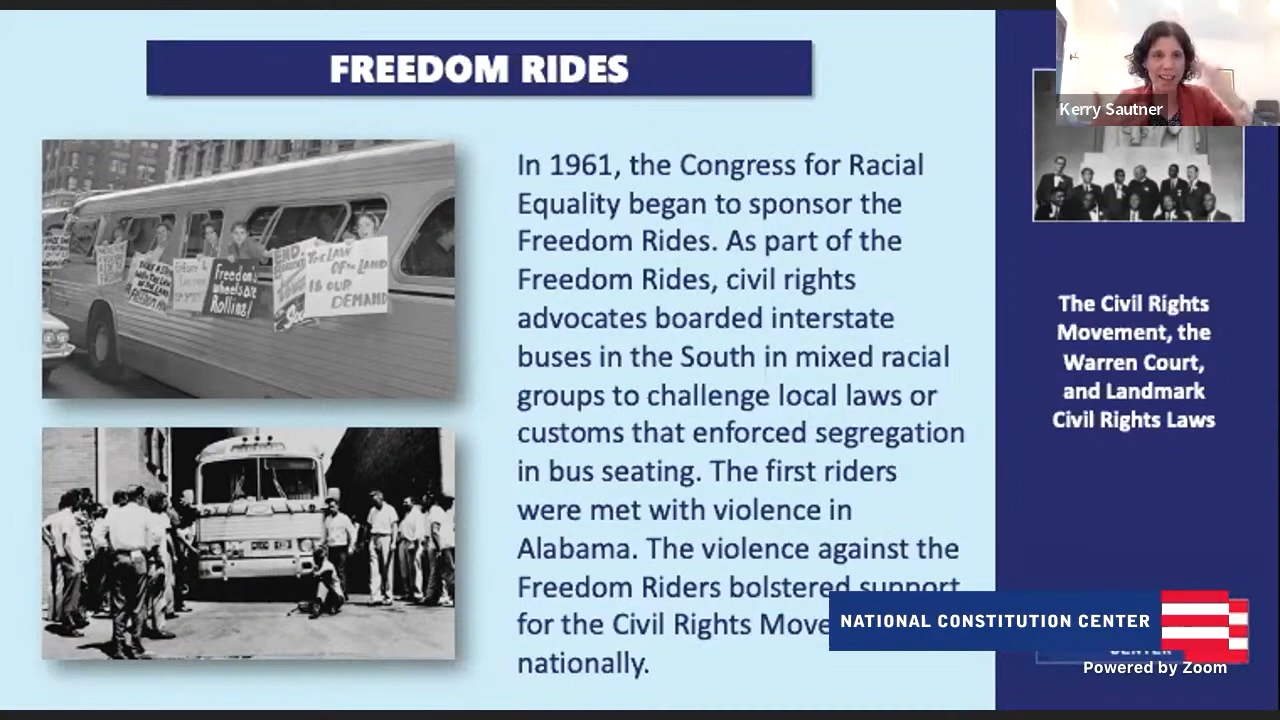 FREEDOM RIDES
Freedom's
wheels are
Rolling!
THE LAW
OF THE LAND
IS OUR
DEMAND
In 1961, the Congress for Racial
Equality began to sponsor the
Freedom Rides. As part of the
Freedom Rides, civil rights
advocates boarded interstate
buses in the South in mixed racial
groups to challenge local laws or
customs that enforced segregation
in bus seating. The first riders
were met with violence in
Alabama. The violence against the
Freedom Riders bolstered support
for the Civil Rights Move
nationally.
Kerry Sautner
The Civil Rights
Movement, the
Warren Court,
and Landmark
Civil Rights Laws
NATIONAL CONSTITUTION CENTER
CENTER
Powered by Zoom